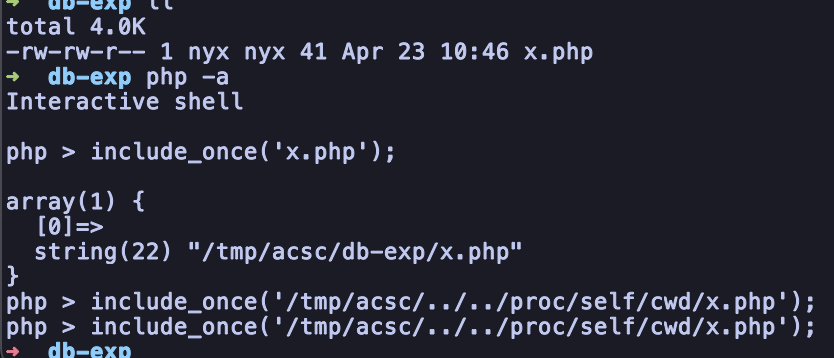 ➜ db-exp ll
total 4.0K
-rw-rw-r-- 1 nyx nyx 41 Apr 23 10:46 x.php
➜ db-exp php -a
Interactive shell
php > include_once('x.php');
array(1) {
[0]=>
string(22) "/tmp/acsc/db-exp/x.php"
}
php > include_once('/tmp/acsc/../../proc/self/cwd/x.php');
php > include_once('/tmp/acsc/../../proc/self/cwd/x.php');
➜ db-exp